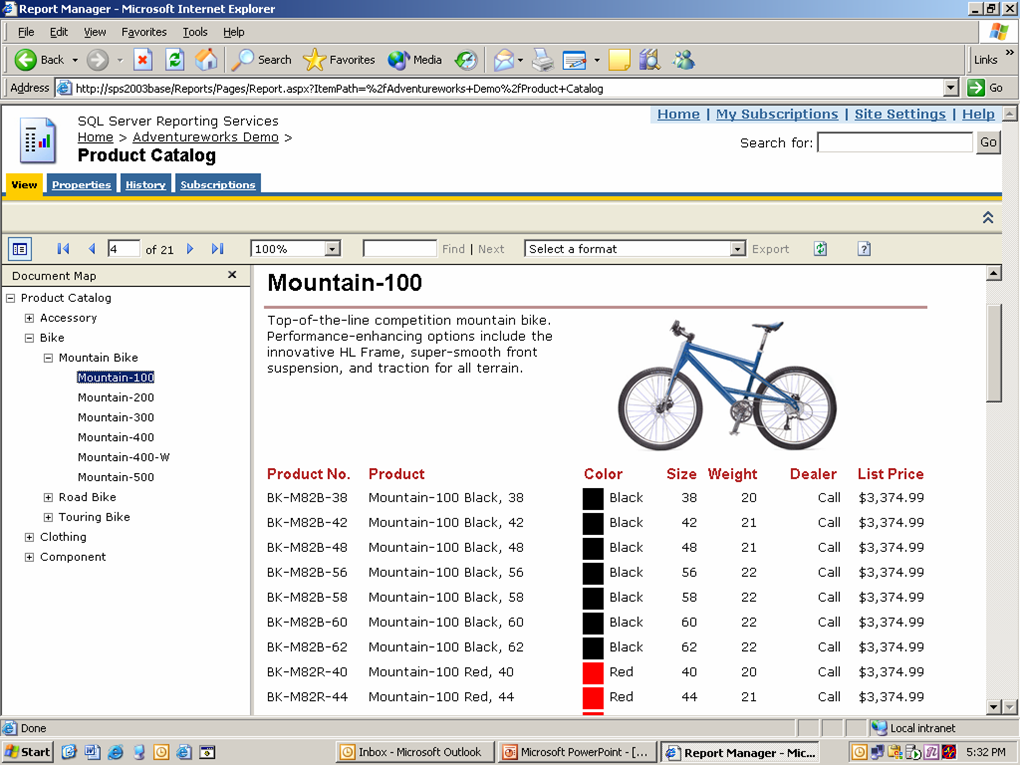 Report Manager - Microsoft Internet Explorer
File Edit View Favorites Tools Help
Back Search Favorites Media Links »
Address http://sps2003base/Reports/Pages/Report.aspx?ItemPath=%2fAdventureworks+Demo%2fProduct+Catalog Go
Home | My Subscriptions | Site Settings | Help
SQL Server Reporting Services
Home > Adventureworks Demo >
Product Catalog
Search for: Go
View Properties History Subscriptions
4 of 21 100% Find | Next Select a format Export
Document Map
Product Catalog
Accessory
Bike
Mountain Bike
Mountain-100
Mountain-200
Mountain-300
Mountain-400
Mountain-400-W
Mountain-500
Road Bike
Touring Bike
Clothing
Component
Mountain-100
Top-of-the-line competition mountain bike.
Performance-enhancing options include the
innovative HL Frame, super-smooth front
suspension, and traction for all terrain.
Product No. Product Color Size Weight Dealer List Price
BK-M82B-38 Mountain-100 Black, 38 Black 38 20 Call $3,374.99
BK-M82B-42 Mountain-100 Black, 42 Black 42 21 Call $3,374.99
BK-M82B-48 Mountain-100 Black, 48 Black 48 21 Call $3,374.99
BK-M82B-56 Mountain-100 Black, 56 Black 56 22 Call $3,374.99
BK-M82B-58 Mountain-100 Black, 58 Black 58 22 Call $3,374.99
BK-M82B-60 Mountain-100 Black, 60 Black 60 22 Call $3,374.99
BK-M82B-62 Mountain-100 Black, 62 Black 62 22 Call $3,374.99
BK-M82R-40 Mountain-100 Red, 40 Red 40 20 Call $3,374.99
BK-M82R-44 Mountain-100 Red, 44 Red 44 21 Call $3,374.99
Done Local intranet
Start Inbox - Microsoft Outlook Microsoft PowerPoint - [... Report Manager - Mic... 5:32 PM